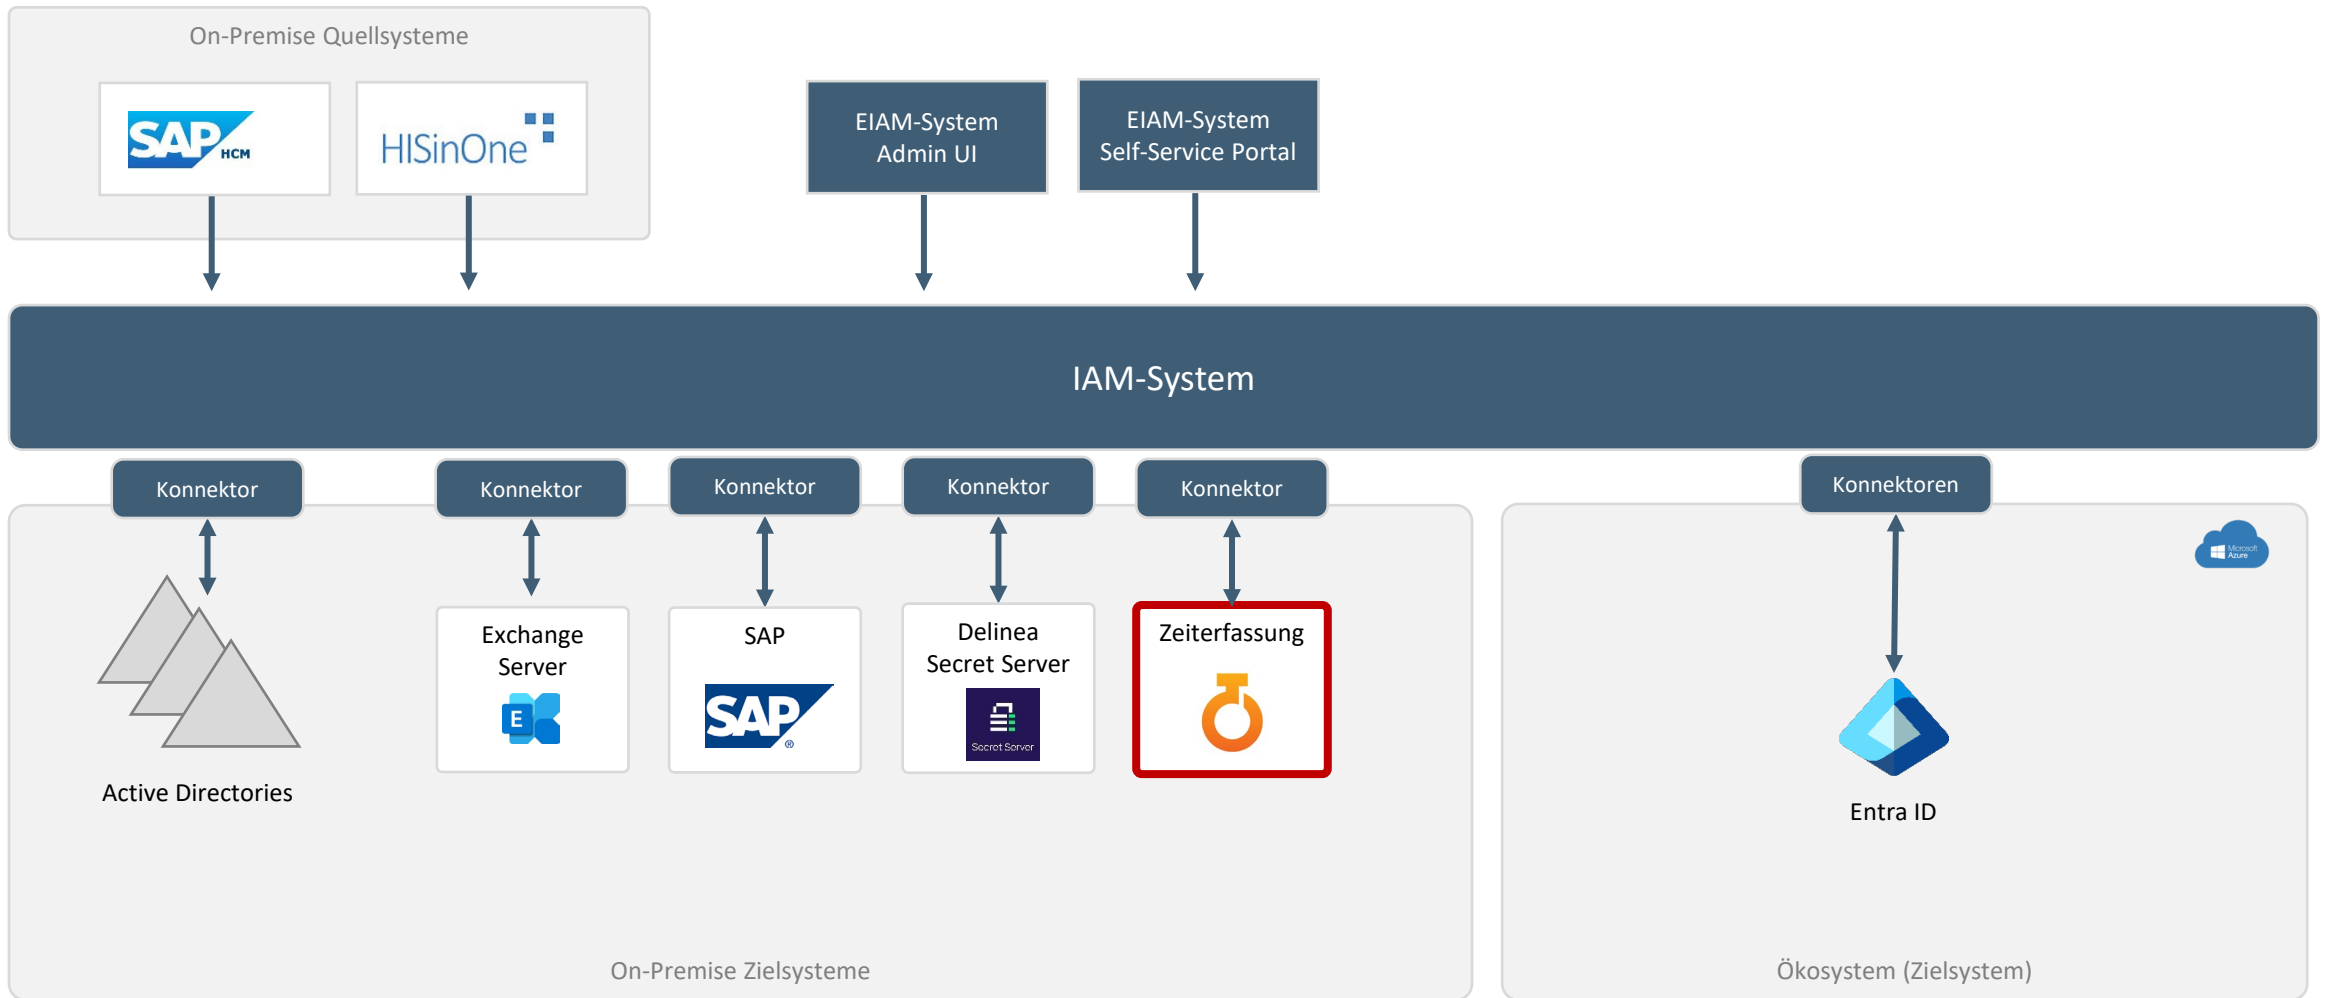 On-Premise Quellsysteme
SAP
HCM
HISinOne
EIAM-System
Admin UI
EIAM-System
Self-Service Portal
IAM-System
Konnektor
Konnektor
Konnektor
Konnektor
Konnektor
Konnektoren
Microsoft
Azure
Exchange
Server
E
SAP
SAP
®
Delinea
Secret Server
Secret Server
Zeiterfassung
Active Directories
Entra ID
On-Premise Zielsysteme
Ökosystem (Zielsystem)